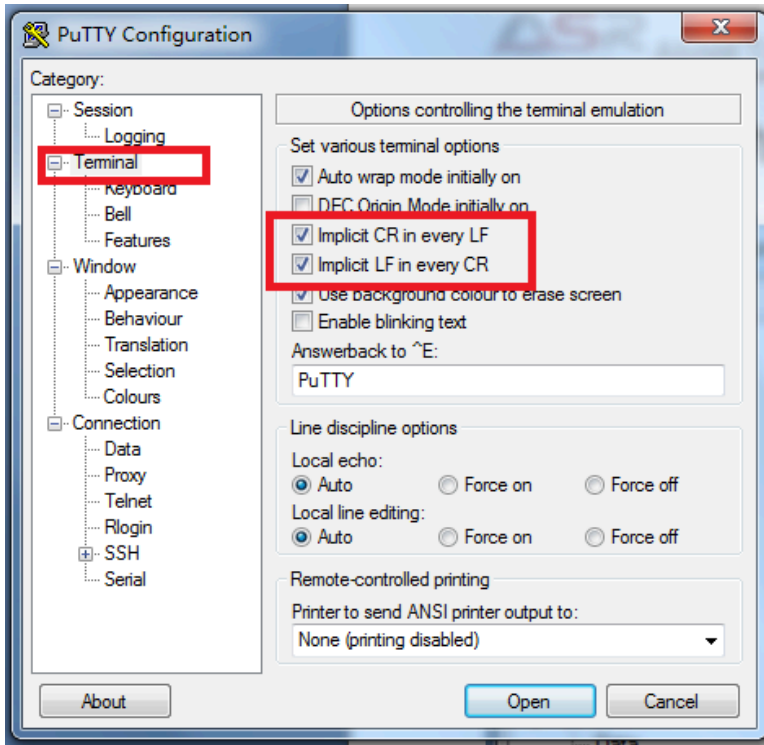 ASR
PuTTY Configuration
Category:
Session
Logging
Terminal
Keyboard
Bell
Features
Window
Appearance
Behaviour
Translation
Selection
Colours
Connection
Data
Proxy
Telnet
Rlogin
SSH
Serial
Options controlling the terminal emulation
Set various terminal options
Auto wrap mode initially on
DEC Origin Mode initially on
Implicit CR in every LF
Implicit LF in every CR
Use background colour to erase screen
Enable blinking text
Answerback to ^E:
PuTTY
Line discipline options
Local echo:
Auto Force on Force off
Local line editing:
Auto Force on Force off
Remote-controlled printing
Printer to send ANSI printer output to:
None (printing disabled)
About Open Cancel
Data